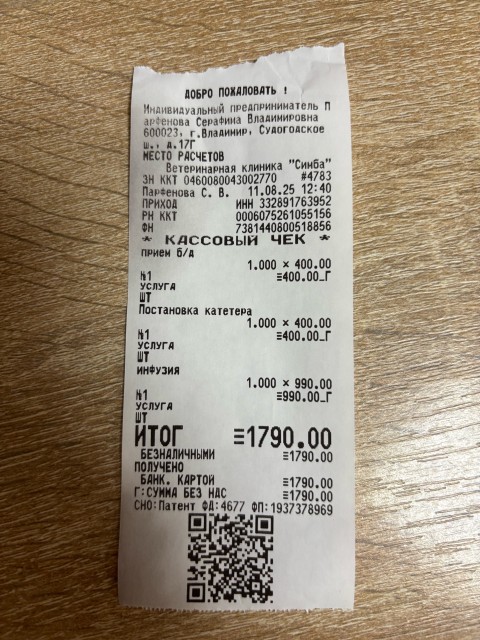 ДОБРО ПОЖАЛОВАТЬ !
Индивидуальный предприниматель П
арфенова Серафина Владимировна
600023, г.Владимир, Судогодское
ш., д.17Г
МЕСТО РАСЧЕТОВ
Ветеринарная клиника "Симба"
ЗН ККТ 0460080043002770 #4783
Парфенова С. В. 11.08.25 12:40
ПРИХОД ИНН 332891763952
РН ККТ 0006075261055156
ФН 7381440800518856
* КАССОВЫЙ ЧЕК *
прием б/д
1.000 × 400.00
№1 ≡400.00_Г
УСЛУГА
ШТ
Постановка катетера
1.000 × 400.00
№1 ≡400.00_Г
УСЛУГА
ШТ
инфузия
1.000 × 990.00
№1 ≡990.00_Г
УСЛУГА
ШТ
ИТОГ ≡1790.00
БЕЗНАЛИЧНЫМИ ≡1790.00
ПОЛУЧЕНО
БАНК. КАРТОЙ ≡1790.00
Г:СУММА БЕЗ НДС ≡1790.00
СНО:Патент ФД:4677 ФП:1937378969